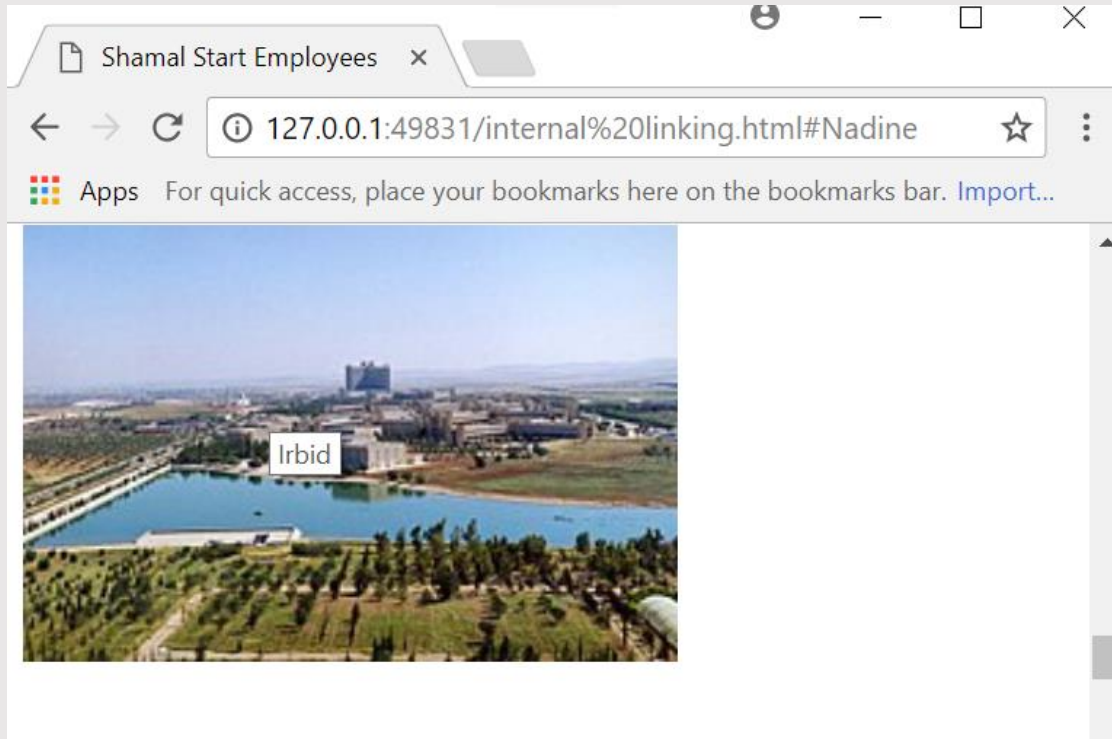 Shamal Start Employees
127.0.0.1:49831/internal%20linking.html#Nadine
Apps For quick access, place your bookmarks here on the bookmarks bar. Import...
Irbid